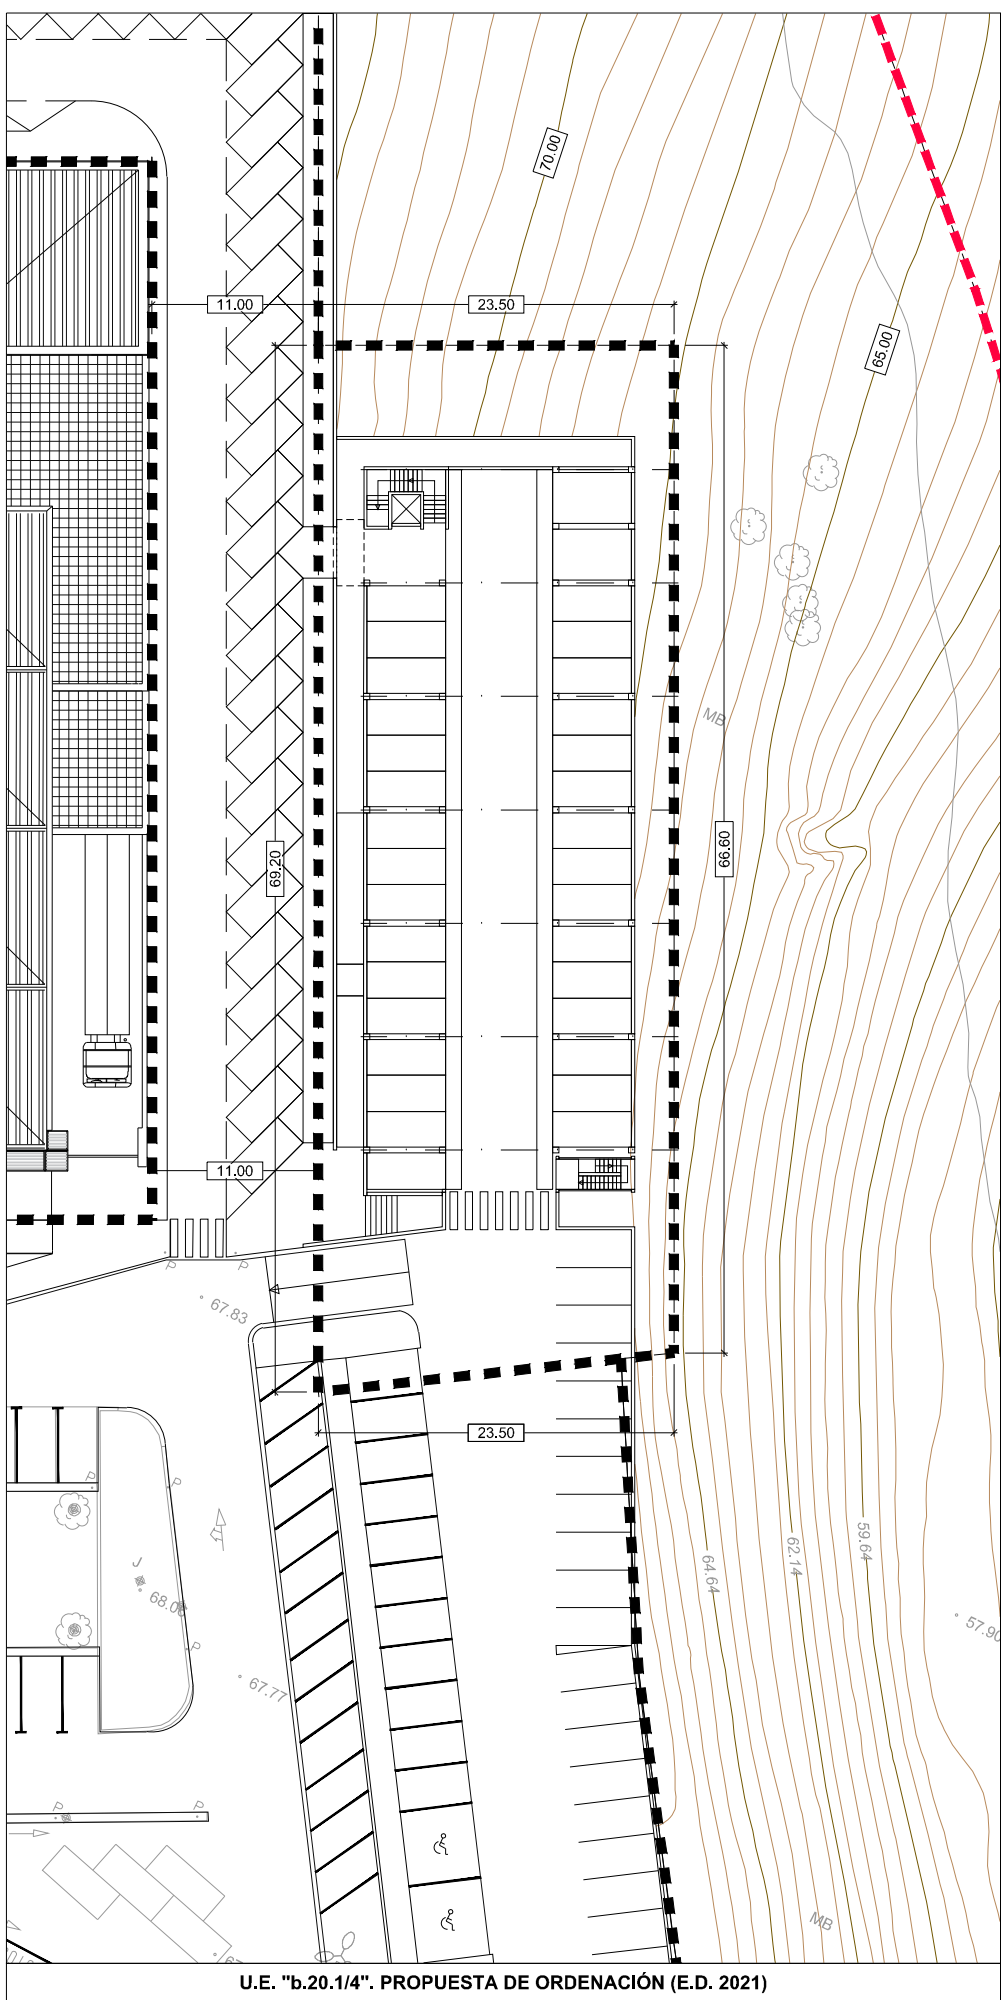 70.00
11.00
23.50
65.00
MB
69.20
66.60
11.00
P
P
67.83
23.50
P
P
J
68.0
64.64
62.14
59.64
57.90
P
67.77
P
P
MB
U.E. "b.20.1/4". PROPUESTA DE ORDENACIÓN (E.D. 2021)